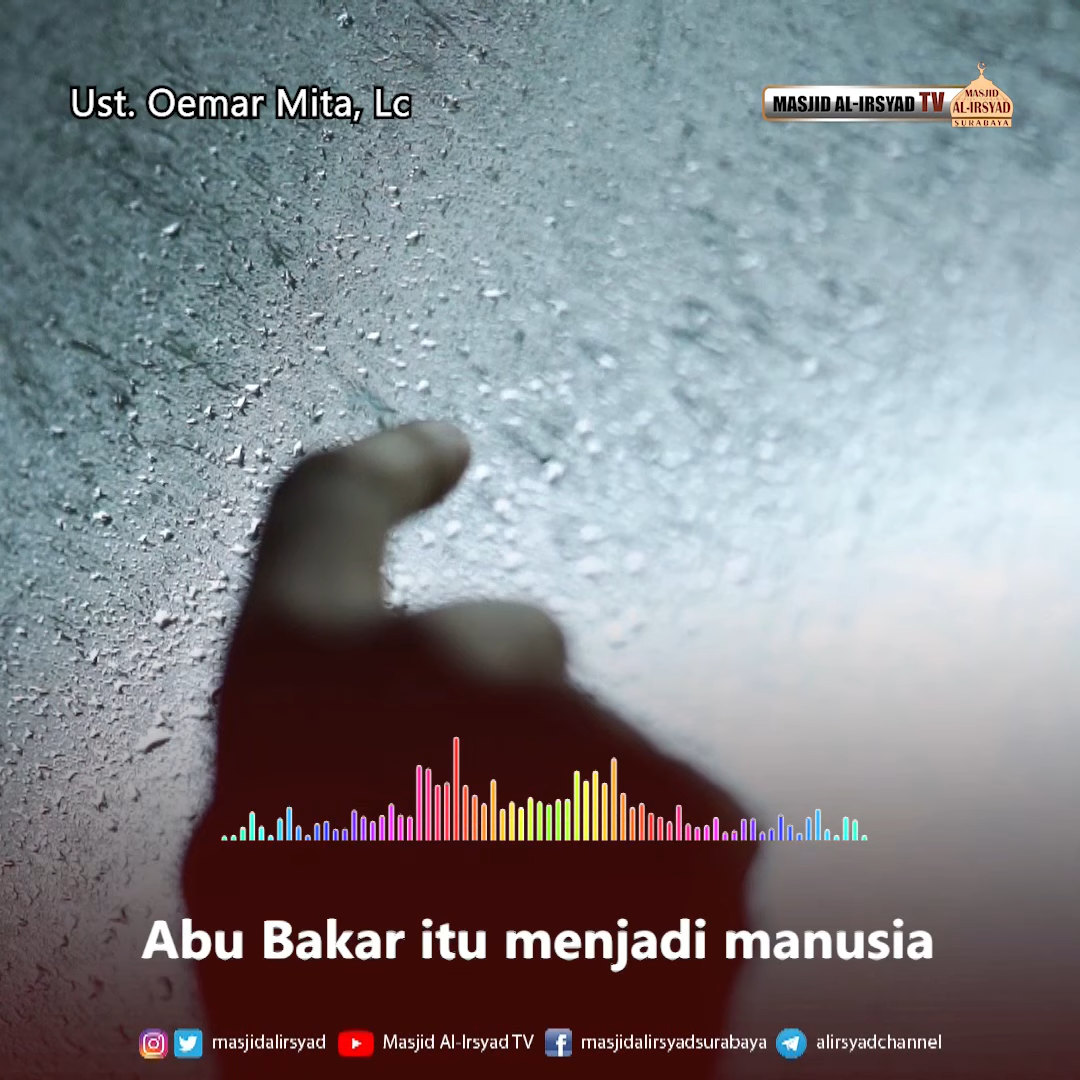 Ust. Oemar Mita, Lc
MASJID AL-IRSYAD TV
MASJID
AL-IRSYAD
SURABAYA
Abu Bakar itu menjadi manusia
masjidalirsyad Masjid Al-Irsyad TV masjidalirsyadsurabaya alirsyadchannel